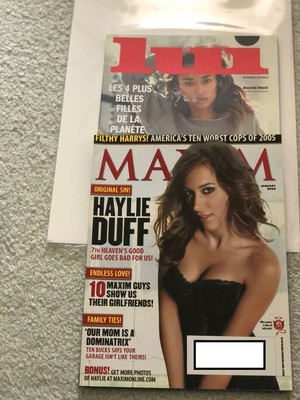 lui
LES 4 PLUS
BELLES
FILLES
DE LA
PLANÈTE
FILTHY HARRYS! AMERICA'S TEN WORST COPS OF 2005
MAXIM
ORIGINAL SIN!
HAYLIE
DUFF
7TH HEAVEN'S GOOD
GIRL GOES BAD FOR US!
ENDLESS LOVE!
10 MAXIM GUYS
SHOW US
THEIR GIRLFRIENDS!
FAMILY TIES!
"OUR MOM IS A
DOMINATRIX"
TEN BUCKS SAYS YOUR
GARAGE ISN'T LIKE THEIRS!
BONUS! GET MORE PHOTOS
OF HAYLIE AT MAXIMONLINE.COM!
JANUARY
2006